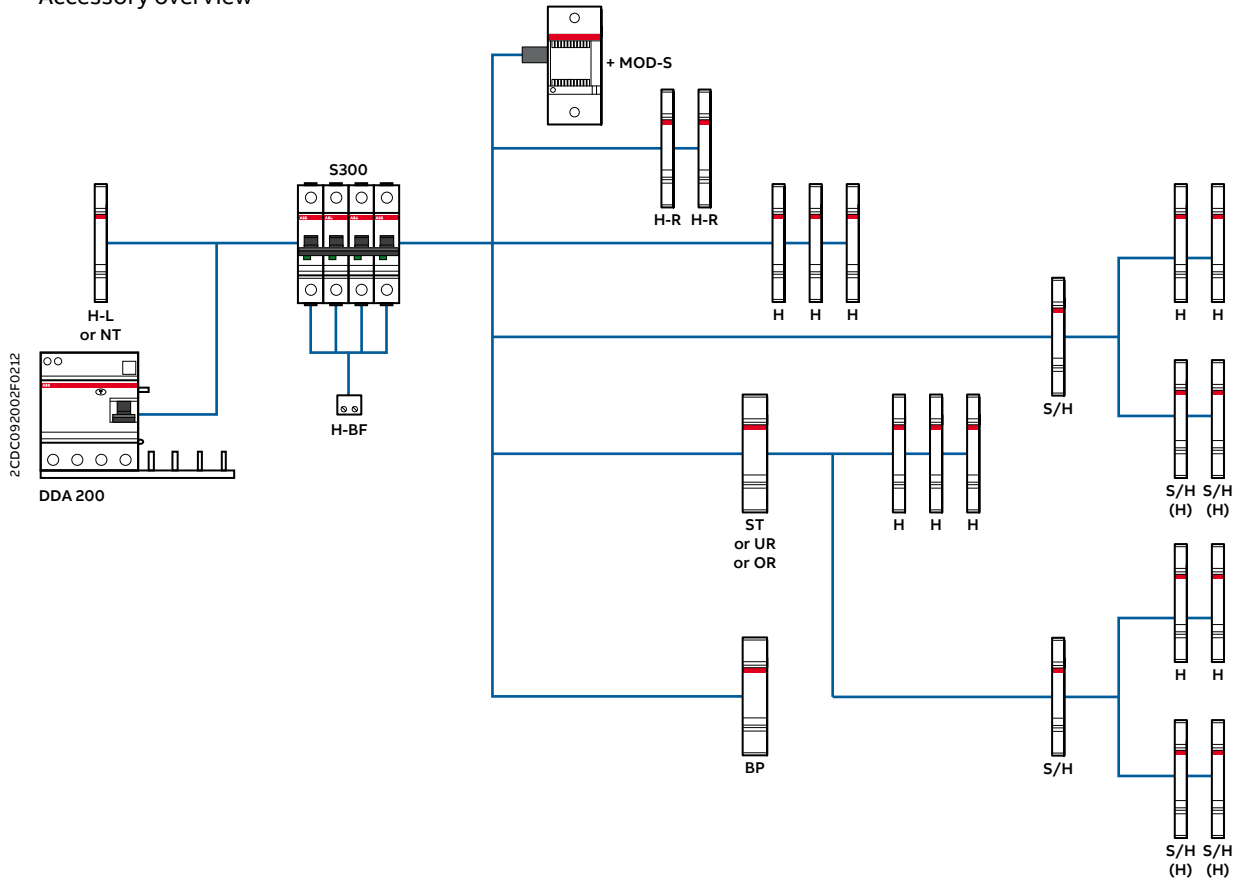 Accessory overview
+ MOD-S
S300
H-R H-R
H-L
or NT
H H H
H H
2CDC092002F0212
H-BF
S/H
DDA 200
S/H S/H
(H) (H)
ST
or UR
or OR
H H H
H H
BP
S/H
S/H S/H
(H) (H)